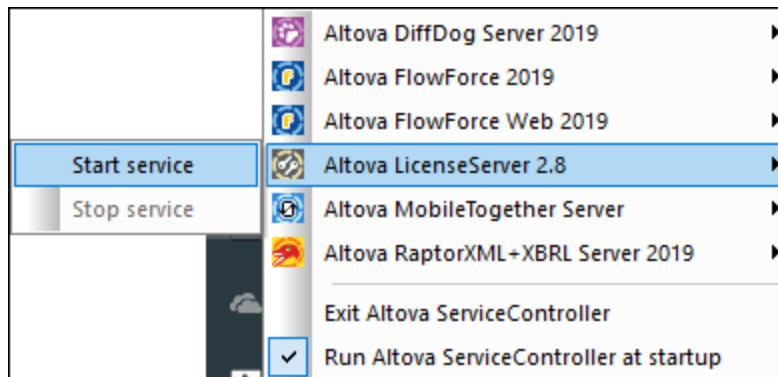 Altova DiffDog Server 2019
Altova FlowForce 2019
Altova FlowForce Web 2019
Start service
Altova LicenseServer 2.8
Stop service
Altova MobileTogether Server
Altova RaptorXML+XBRL Server 2019
Exit Altova ServiceController
Run Altova ServiceController at startup